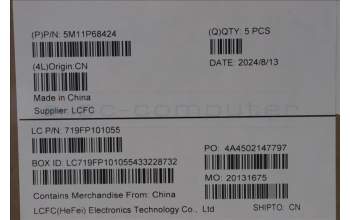 (P)P/N: 5M11P68424
(Q)QTY: 5 PCS
(4L)Origin:CN
DATE: 2024/8/13
Made in China
Supplier: LCFC
c-computer
LC P/N: 719FP101055
PO: 4A4502147797
BOX ID: LC719FP101055433228732
MO: 20131675
Contains Merchandise From: China
LCFC(HeFei) Electronics Technology Co., Ltd
SHIPTO: CN